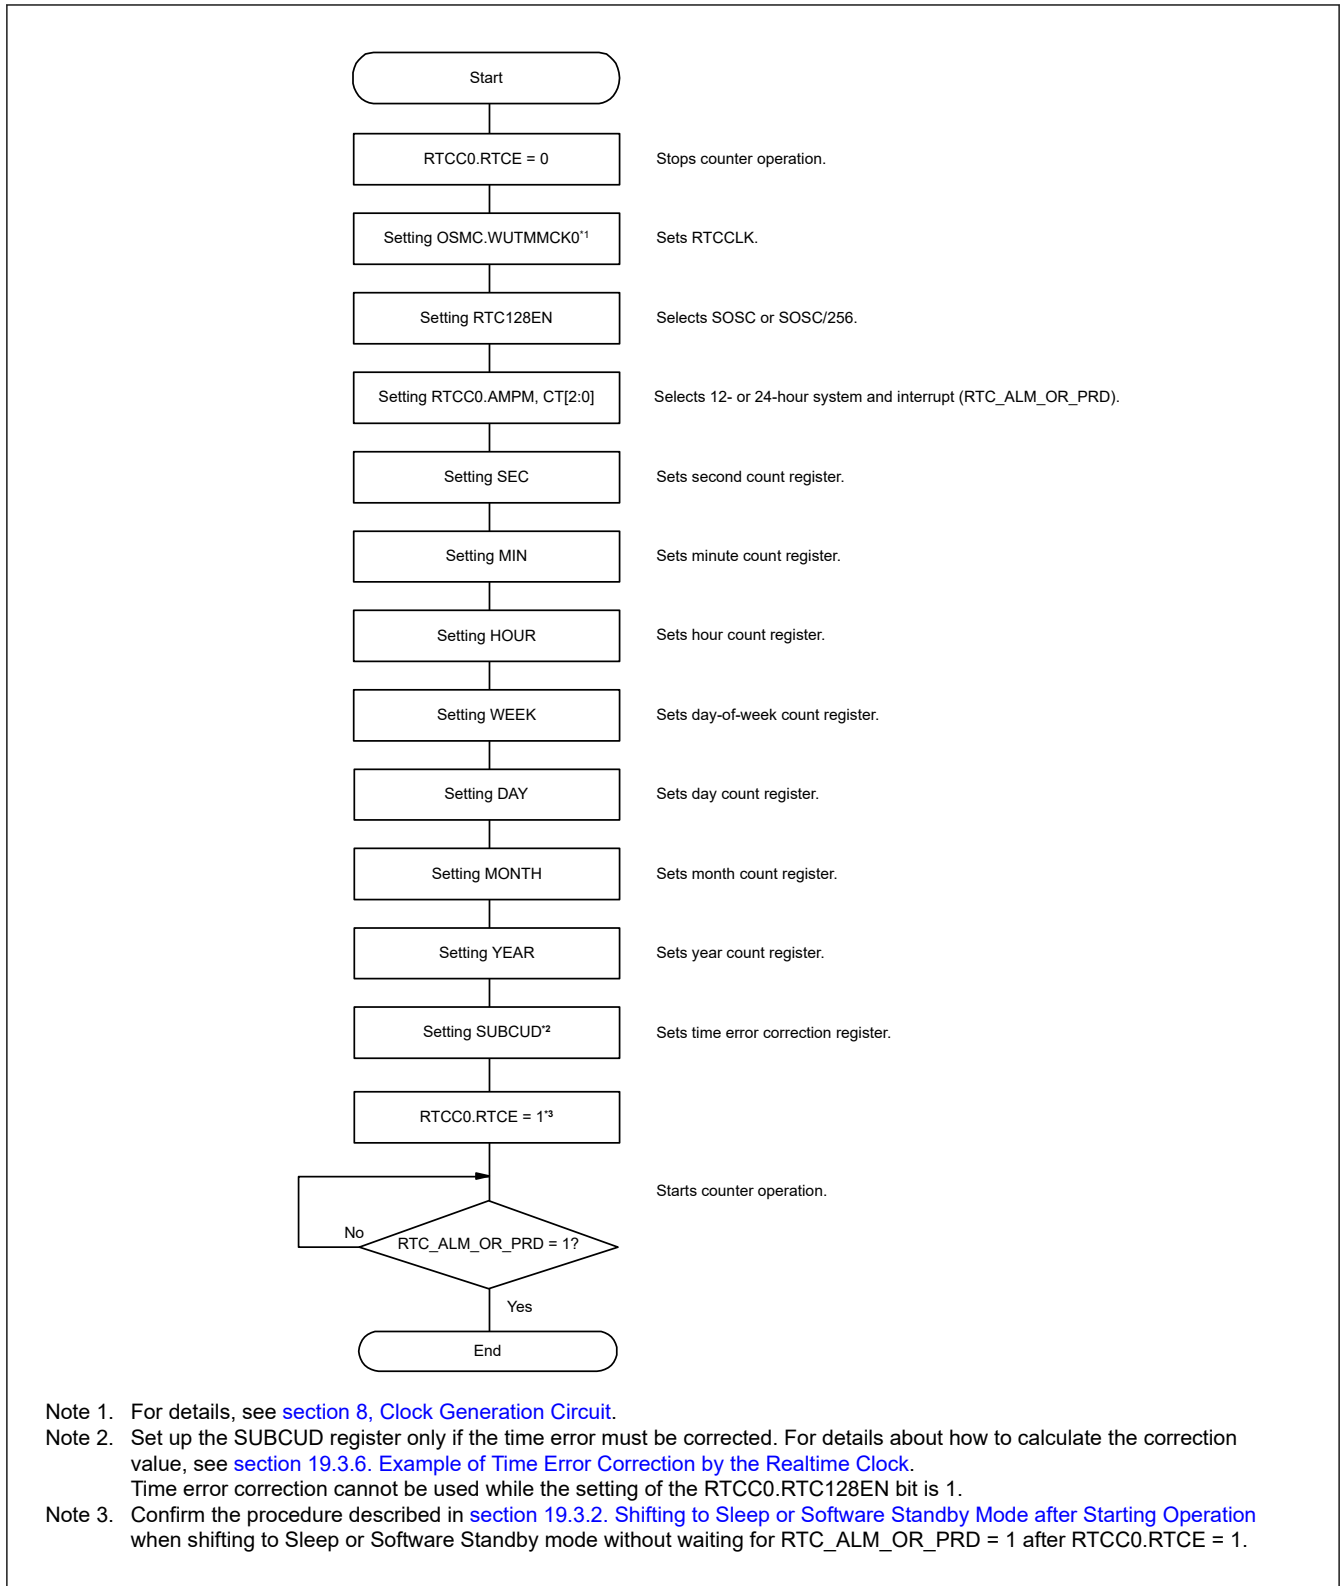 Start
RTCC0.RTCE = 0
Stops counter operation.
Setting OSMC.WUTMMCK0*1
Sets RTCCLK.
Setting RTC128EN
Selects SOSC or SOSC/256.
Setting RTCC0.AMPM, CT[2:0]
Selects 12- or 24-hour system and interrupt (RTC_ALM_OR_PRD).
Setting SEC
Sets second count register.
Setting MIN
Sets minute count register.
Setting HOUR
Sets hour count register.
Setting WEEK
Sets day-of-week count register.
Setting DAY
Sets day count register.
Setting MONTH
Sets month count register.
Setting YEAR
Sets year count register.
Setting SUBCUD*2
Sets time error correction register.
RTCC0.RTCE = 1*3
Starts counter operation.
No
RTC_ALM_OR_PRD = 1?
Yes
End
Note 1. For details, see section 8, Clock Generation Circuit.
Note 2. Set up the SUBCUD register only if the time error must be corrected. For details about how to calculate the correction
value, see section 19.3.6. Example of Time Error Correction by the Realtime Clock.
Time error correction cannot be used while the setting of the RTCC0.RTC128EN bit is 1.
Note 3. Confirm the procedure described in section 19.3.2. Shifting to Sleep or Software Standby Mode after Starting Operation
when shifting to Sleep or Software Standby mode without waiting for RTC_ALM_OR_PRD = 1 after RTCC0.RTCE = 1.